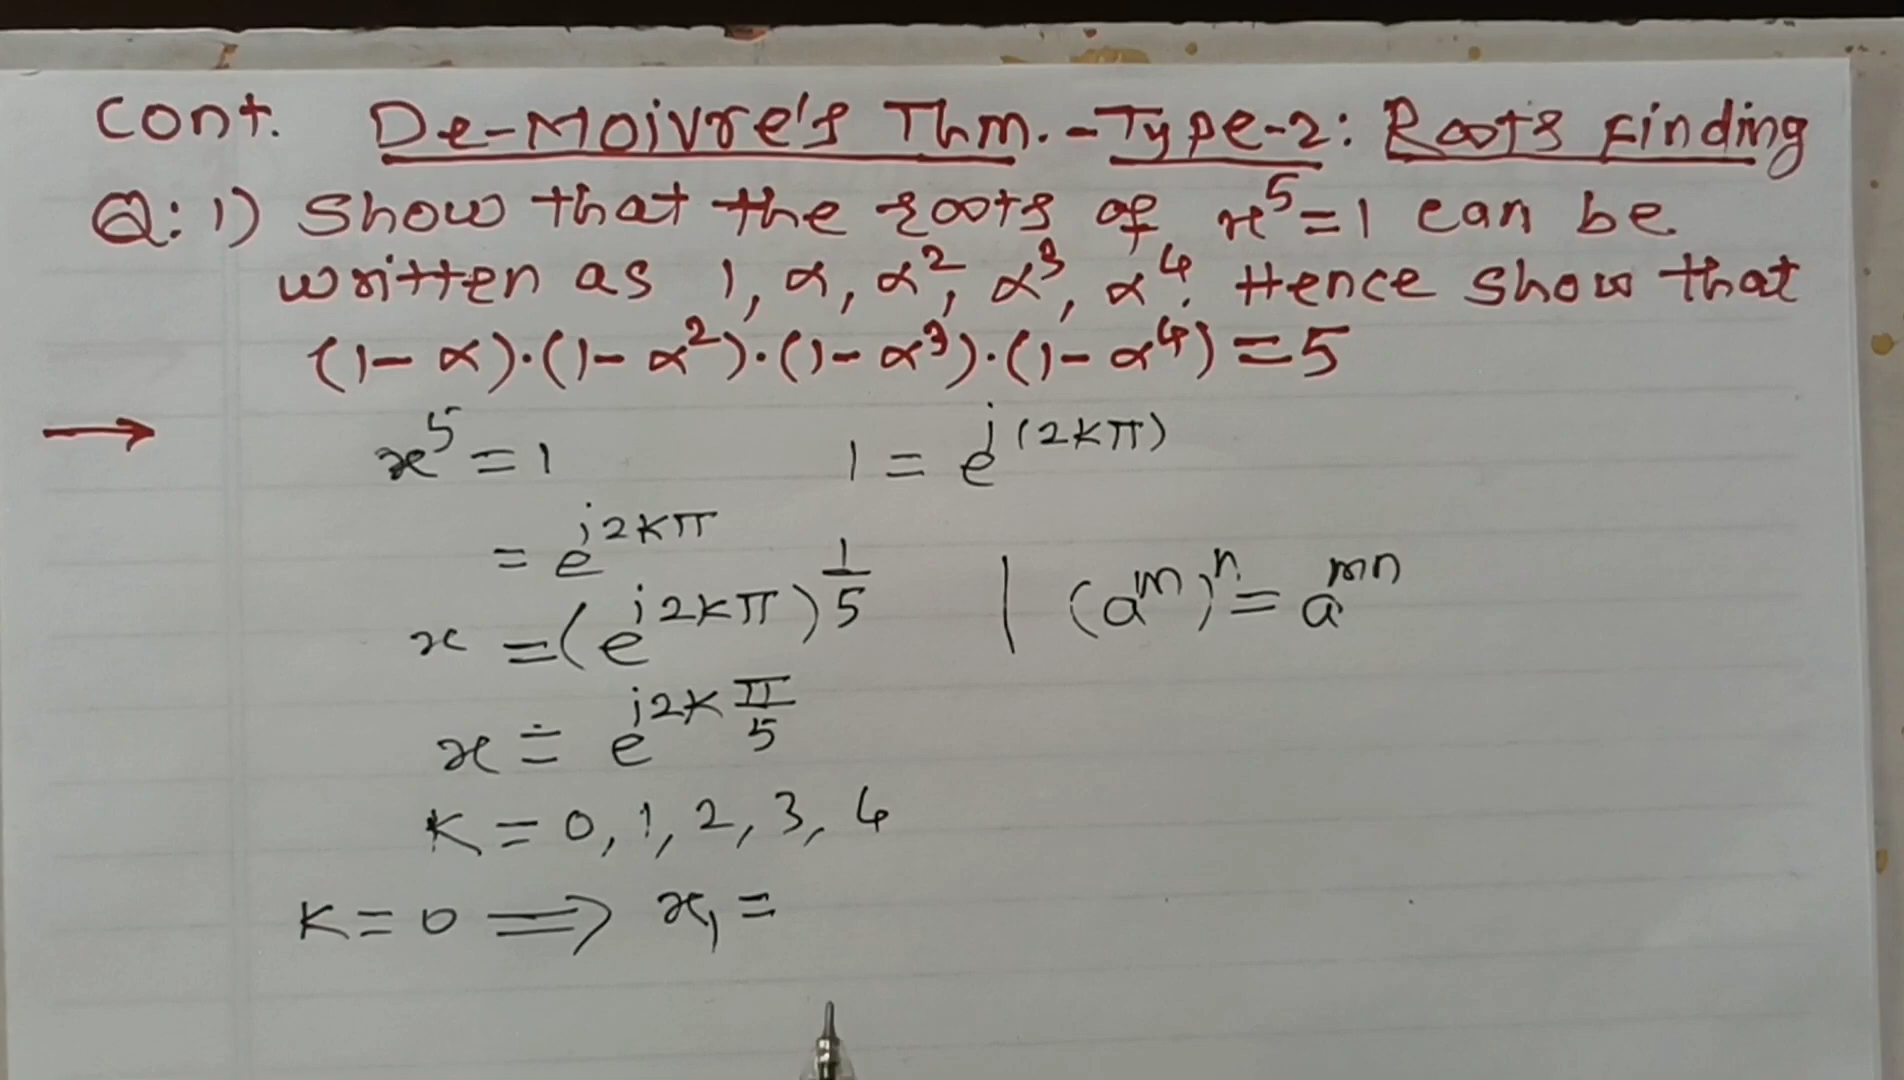 cont. De-Moivre's Thm.-Type-2: Roots Finding
Q: 1) Show that the roots of x⁵=1 can be
written as 1, α, α², α³, α⁴. Hence show that
(1-α)·(1-α²)·(1-α³)·(1-α⁴)=5
→ x⁵=1 1=e^j(2kπ)
=e^j2kπ
x=(e^j2kπ)^1/5 | (a^m)^n=a^mn
x=e^j2kπ/5
K=0,1,2,3,4
K=0⟹x₁=